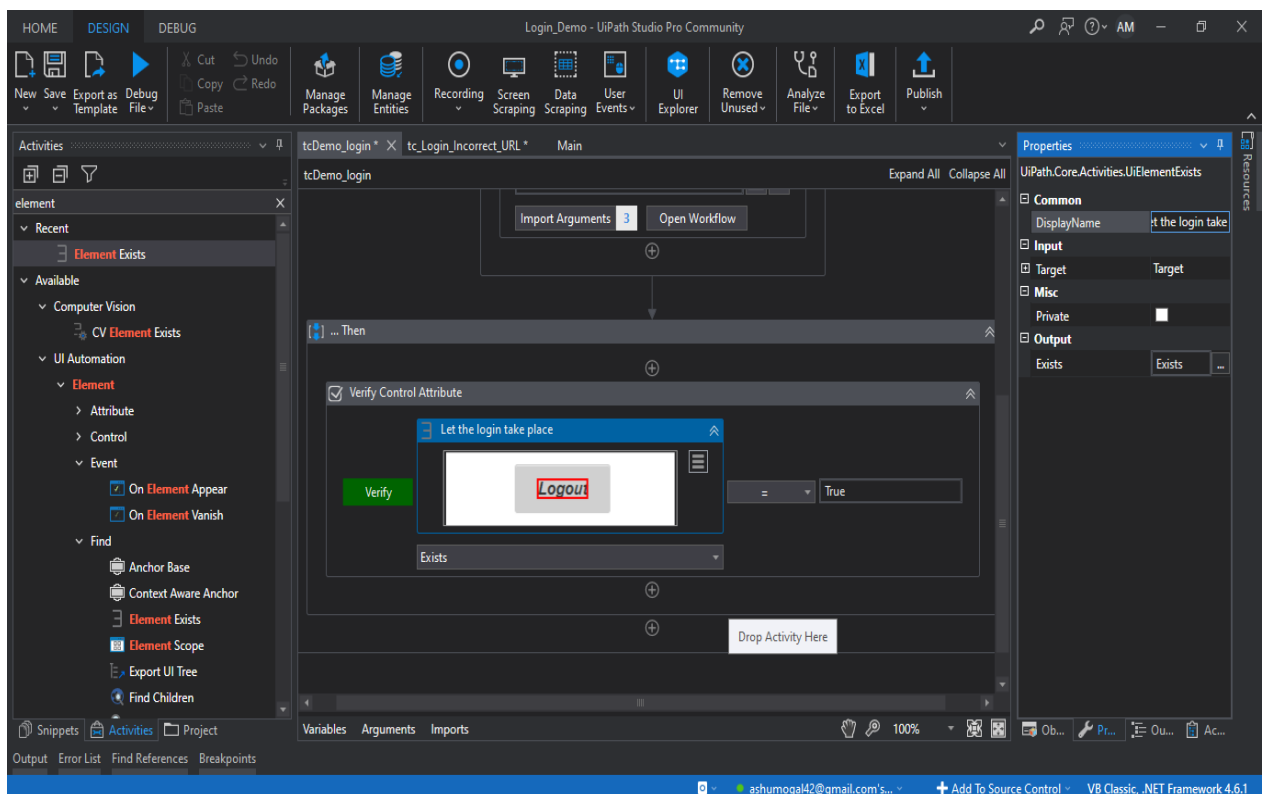 HOME DESIGN DEBUG Login_Demo - UiPath Studio Pro Community AM
Cut Undo
Copy Redo
Paste
New Save Export as Template Debug File
Manage Packages
Manage Entities
Recording
Screen Scraping
Data Scraping
User Events
UI Explorer
Remove Unused
Analyze File
Export to Excel
Publish
Activities
element
Recent
Element Exists
Available
Computer Vision
CV Element Exists
UI Automation
Element
Attribute
Control
Event
On Element Appear
On Element Vanish
Find
Anchor Base
Context Aware Anchor
Element Exists
Element Scope
Export UI Tree
Find Children
Snippets Activities Project
tcDemo_login * tc_Login_Incorrect_URL * Main
tcDemo_login Expand All Collapse All
Import Arguments 3 Open Workflow
... Then
Verify Control Attribute
Let the login take place
Logout
Verify = True
Exists
Drop Activity Here
Variables Arguments Imports 100%
Properties
UiPath.Core.Activities.UiElementExists
Common
DisplayName et the login take
Input
Target Target
Misc
Private
Output
Exists Exists ...
Ob... Pr... Ou... Ac...
Resources
Output Error List Find References Breakpoints
ashumogal42@gmail.com's... Add To Source Control VB Classic, .NET Framework 4.6.1